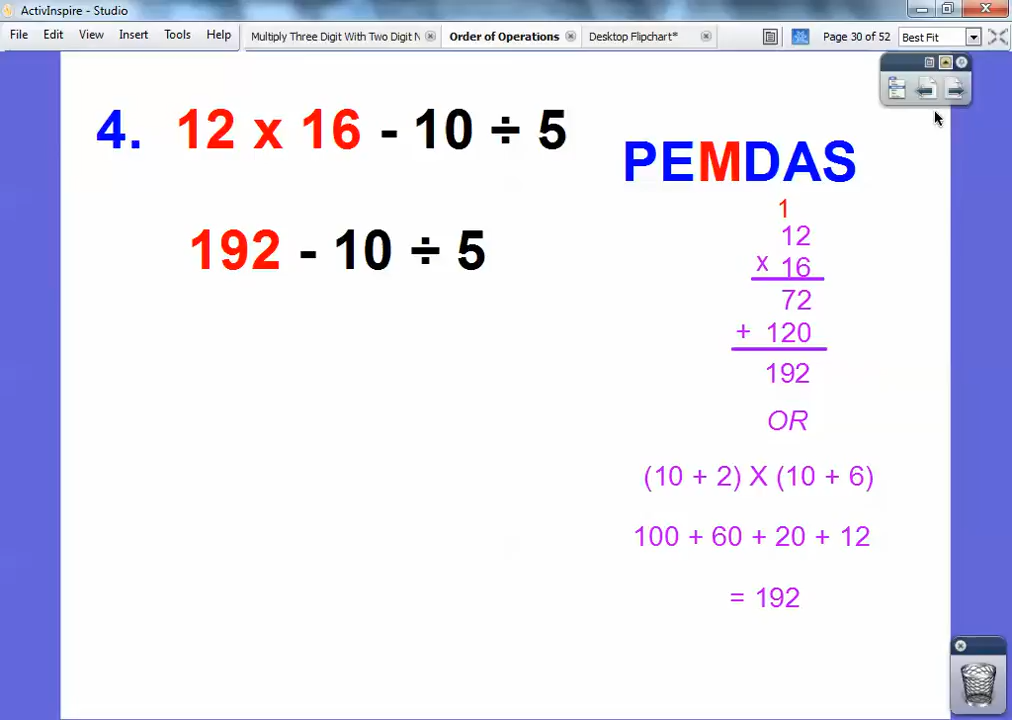 ActivInspire - Studio
File Edit View Insert Tools Help
Multiply Three Digit With Two Digit N
Order of Operations
Desktop Flipchart*
Page 30 of 52
Best Fit
4. 12 x 16 - 10 ÷ 5
192 - 10 ÷ 5
PEMDAS
1
12
x 16
72
+ 120
192
OR
(10 + 2) X (10 + 6)
100 + 60 + 20 + 12
= 192